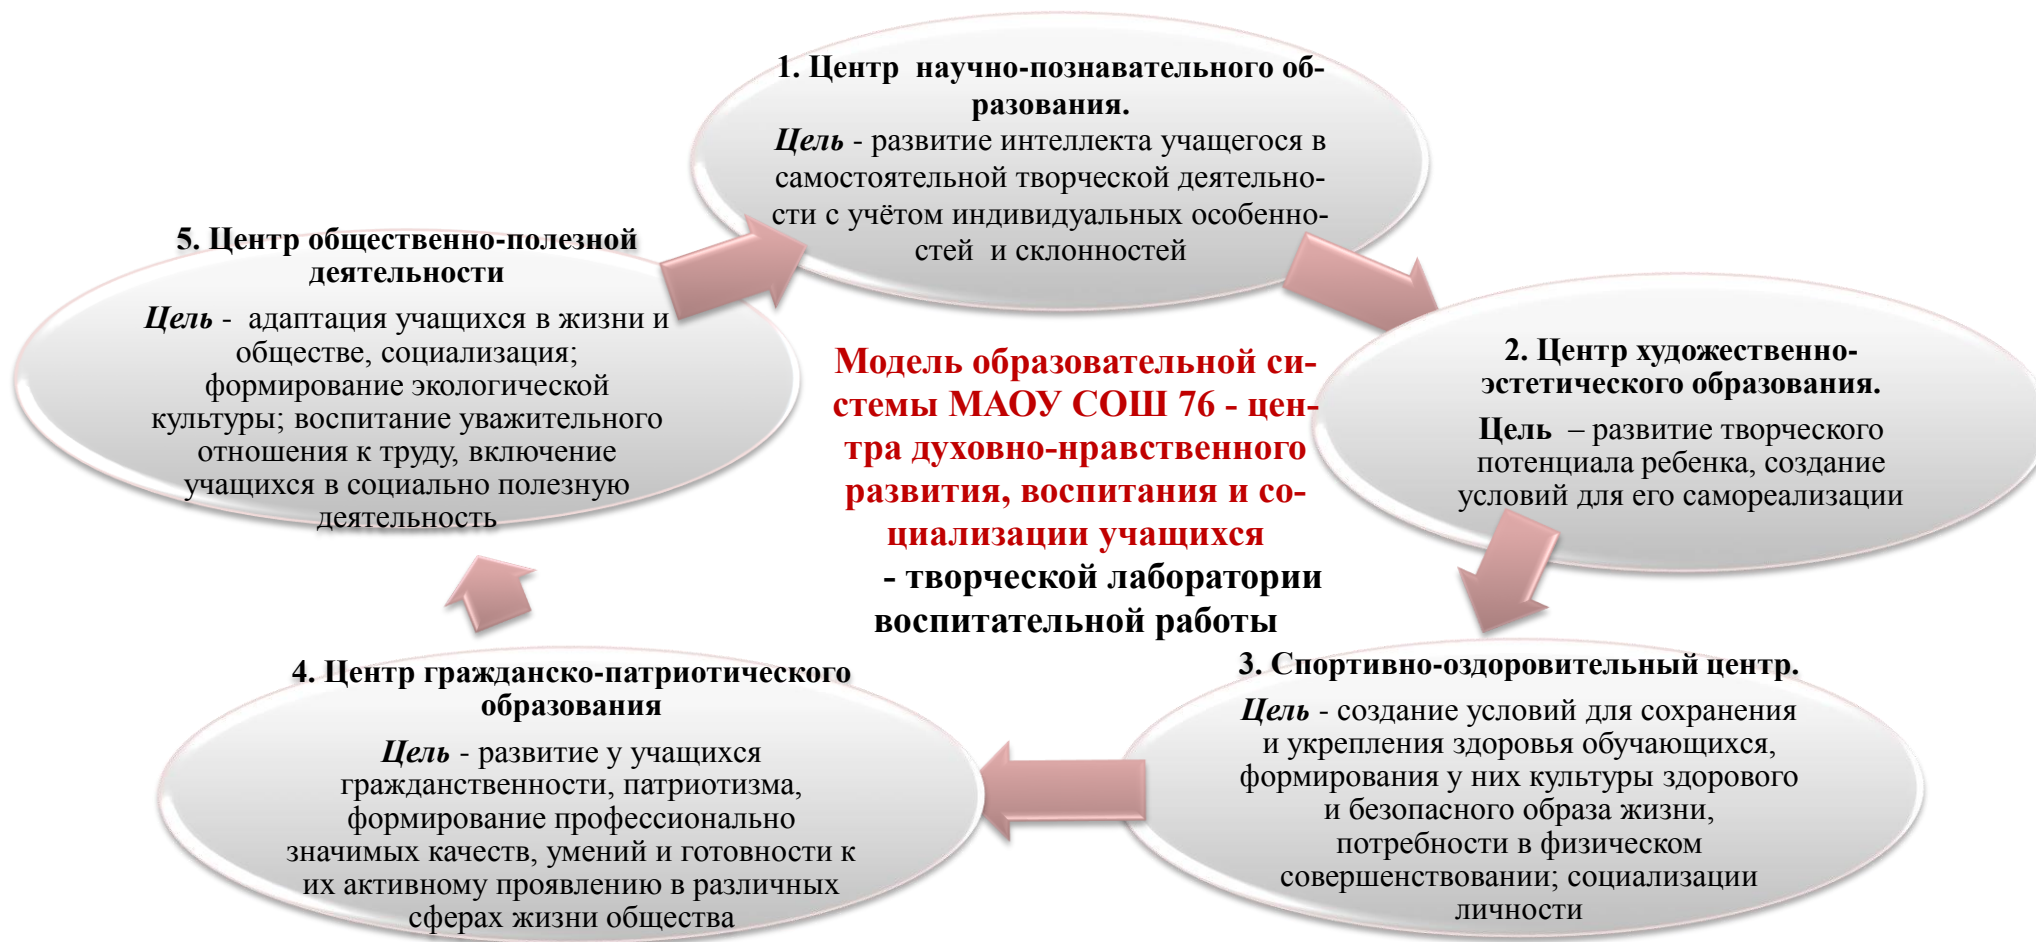 1. Центр  научно-познавательного об-
разования.
Цель - развитие интеллекта учащегося в
самостоятельной творческой деятельно-
сти с учётом индивидуальных особенно-
стей  и склонностей
2. Центр художественно-
эстетического образования.
Цель  – развитие творческого
потенциала ребенка, создание
условий для его самореализации
3. Спортивно-оздоровительный центр.
Цель - создание условий для сохранения
и укрепления здоровья обучающихся,
формирования у них культуры здорового
и безопасного образа жизни,
потребности в физическом
совершенствовании; социализации
личности
4. Центр гражданско-патриотического
образования
Цель - развитие у учащихся
гражданственности, патриотизма,
формирование профессионально
значимых качеств, умений и готовности к
их активному проявлению в различных
сферах жизни общества
5. Центр общественно-полезной
деятельности
Цель -  адаптация учащихся в жизни и
обществе, социализация;
формирование экологической
культуры; воспитание уважительного
отношения к труду, включение
учащихся в социально полезную
деятельность
Модель образовательной си-
стемы МАОУ СОШ 76 - цен-
тра духовно-нравственного
развития, воспитания и со-
циализации учащихся
- творческой лаборатории
воспитательной работы